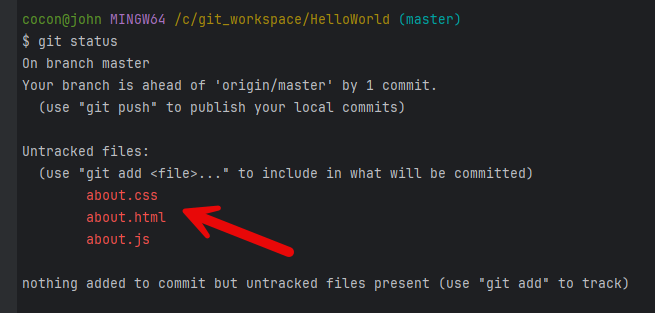 cocon@john MINGW64 /c/git_workspace/HelloWorld (master)
$ git status
On branch master
Your branch is ahead of 'origin/master' by 1 commit.
  (use "git push" to publish your local commits)

Untracked files:
  (use "git add <file>..." to include in what will be committed)
        about.css
        about.html
        about.js

nothing added to commit but untracked files present (use "git add" to track)